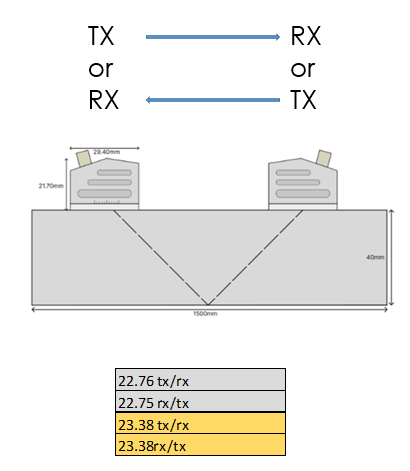 TX RX
or or
RX TX
29.40mm
21.70mm
40mm
1500mm
22.76 tx/rx
22.75 rx/tx
23.38 tx/rx
23.38rx/tx